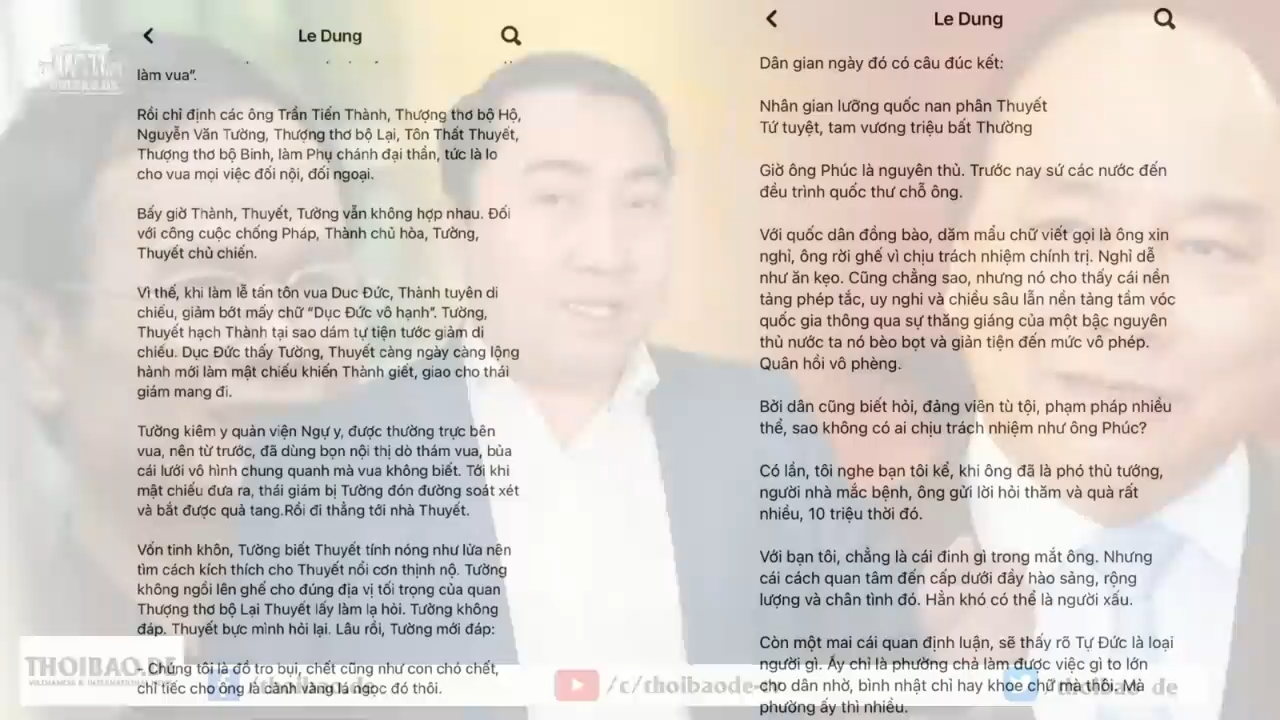 Le Dung
làm vua".
Rồi chỉ định các ông Trần Tiến Thành, Thượng thơ bộ Hộ,
Nguyễn Văn Tường, Thượng thơ bộ Lại, Tôn Thất Thuyết,
Thượng thơ bộ Binh, làm Phụ chánh đại thần, tức là lo
cho vua mọi việc đối nội, đối ngoại.
Bấy giờ Thành, Thuyết, Tường vẫn không hợp nhau. Đối
với công cuộc chống Pháp, Thành chủ hòa, Tường,
Thuyết chủ chiến.
Vì thế, khi làm lễ tấn tôn vua Duc Đức, Thành tuyên di
chiếu, giảm bớt mấy chữ "Dục Đức vô hạnh". Tường,
Thuyết hạch Thành tại sao dám tự tiện tước giảm di
chiếu. Dục Đức thấy Tường, Thuyết càng ngày càng lộng
hành mới làm mật chiếu khiến Thành giết, giao cho thái
giám mang đi.
Tường kiêm y quản viện Ngự y, được thường trực bên
vua, nên từ trước, đã dùng bọn nội thị dò thám vua, bủa
cái lưới vô hình chung quanh mà vua không biết. Tới khi
mật chiếu đưa ra, thái giám bị Tường đón đường soát xét
và bắt được quả tang.Rồi đi thẳng tới nhà Thuyết.
Vốn tinh khôn, Tường biết Thuyết tính nóng như lửa nên
tìm cách kích thích cho Thuyết nổi cơn thịnh nộ. Tường
không ngồi lên ghế cho đúng địa vị tối trọng của quan
Thượng thơ bộ Lại Thuyết lấy làm lạ hỏi. Tường không
đáp. Thuyết bực mình hỏi lại. Lâu rồi, Tường mới đáp:
- Chúng tôi là đồ tro bụi, chết cũng như con chó chết,
chỉ tiếc cho ông là cành vàng lá ngọc đó thôi.
Le Dung
Dân gian ngày đó có câu đúc kết:
Nhân gian lưỡng quốc nan phân Thuyết
Tứ tuyệt, tam vương triệu bất Thường
Giờ ông Phúc là nguyên thủ. Trước nay sứ các nước đến
đều trình quốc thư chỗ ông.
Với quốc dân đồng bào, dăm mẩu chữ viết gọi là ông xin
nghỉ, ông rời ghế vì chịu trách nhiệm chính trị. Nghỉ dễ
như ăn kẹo. Cũng chẳng sao, nhưng nó cho thấy cái nền
tảng phép tắc, uy nghi và chiều sâu lẫn nền tảng tầm vóc
quốc gia thông qua sự thăng giáng của một bậc nguyên
thủ nước ta nó bèo bọt và giản tiện đến mức vô phép.
Quân hồi vô phèng.
Bởi dân cũng biết hỏi, đảng viên tù tội, phạm pháp nhiều
thế, sao không có ai chịu trách nhiệm như ông Phúc?
Có lần, tôi nghe bạn tôi kể, khi ông đã là phó thủ tướng,
người nhà mắc bệnh, ông gửi lời hỏi thăm và quà rất
nhiều, 10 triệu thời đó.
Với bạn tôi, chẳng là cái đinh gì trong mắt ông. Nhưng
cái cách quan tâm đến cấp dưới đầy hào sảng, rộng
lượng và chân tình đó. Hẳn khó có thể là người xấu.
Còn một mai cái quan định luận, sẽ thấy rõ Tự Đức là loại
người gì. Ấy chỉ là phường chả làm được việc gì to lớn
cho dân nhờ, bình nhật chỉ hay khoe chữ mà thôi. Mà
phường ấy thì nhiều.
THOIBAO.DE
VIETNAMESE & INTERNATIONAL NEWS
/thoibaode
/c/thoibaode
/thoibao_de